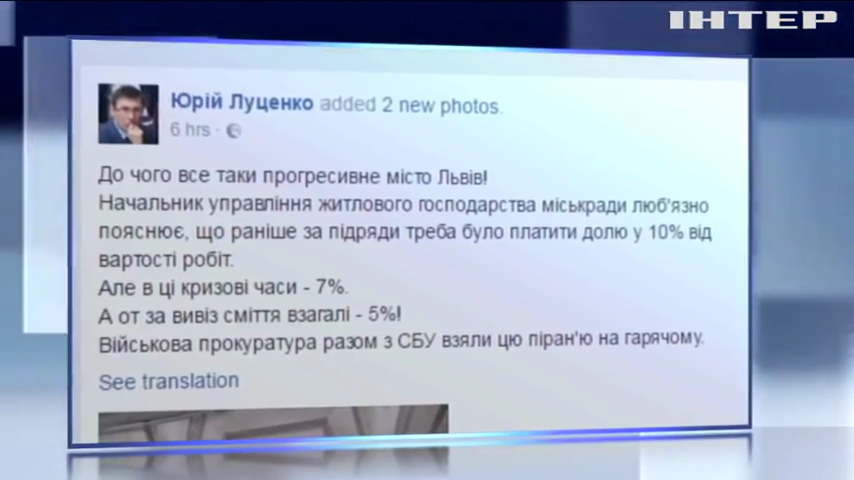 ІНТЕР
Юрій Луценко added 2 new photos.
6 hrs ·
До чого все таки прогресивне місто Львів!
Начальник управління житлового господарства міськради люб'язно
пояснює, що раніше за підряди треба було платити долю у 10% від
вартості робіт.
Але в ці кризові часи - 7%.
А от за вивіз сміття взагалі - 5%!
Військова прокуратура разом з СБУ взяли цю піран'ю на гарячому.
See translation